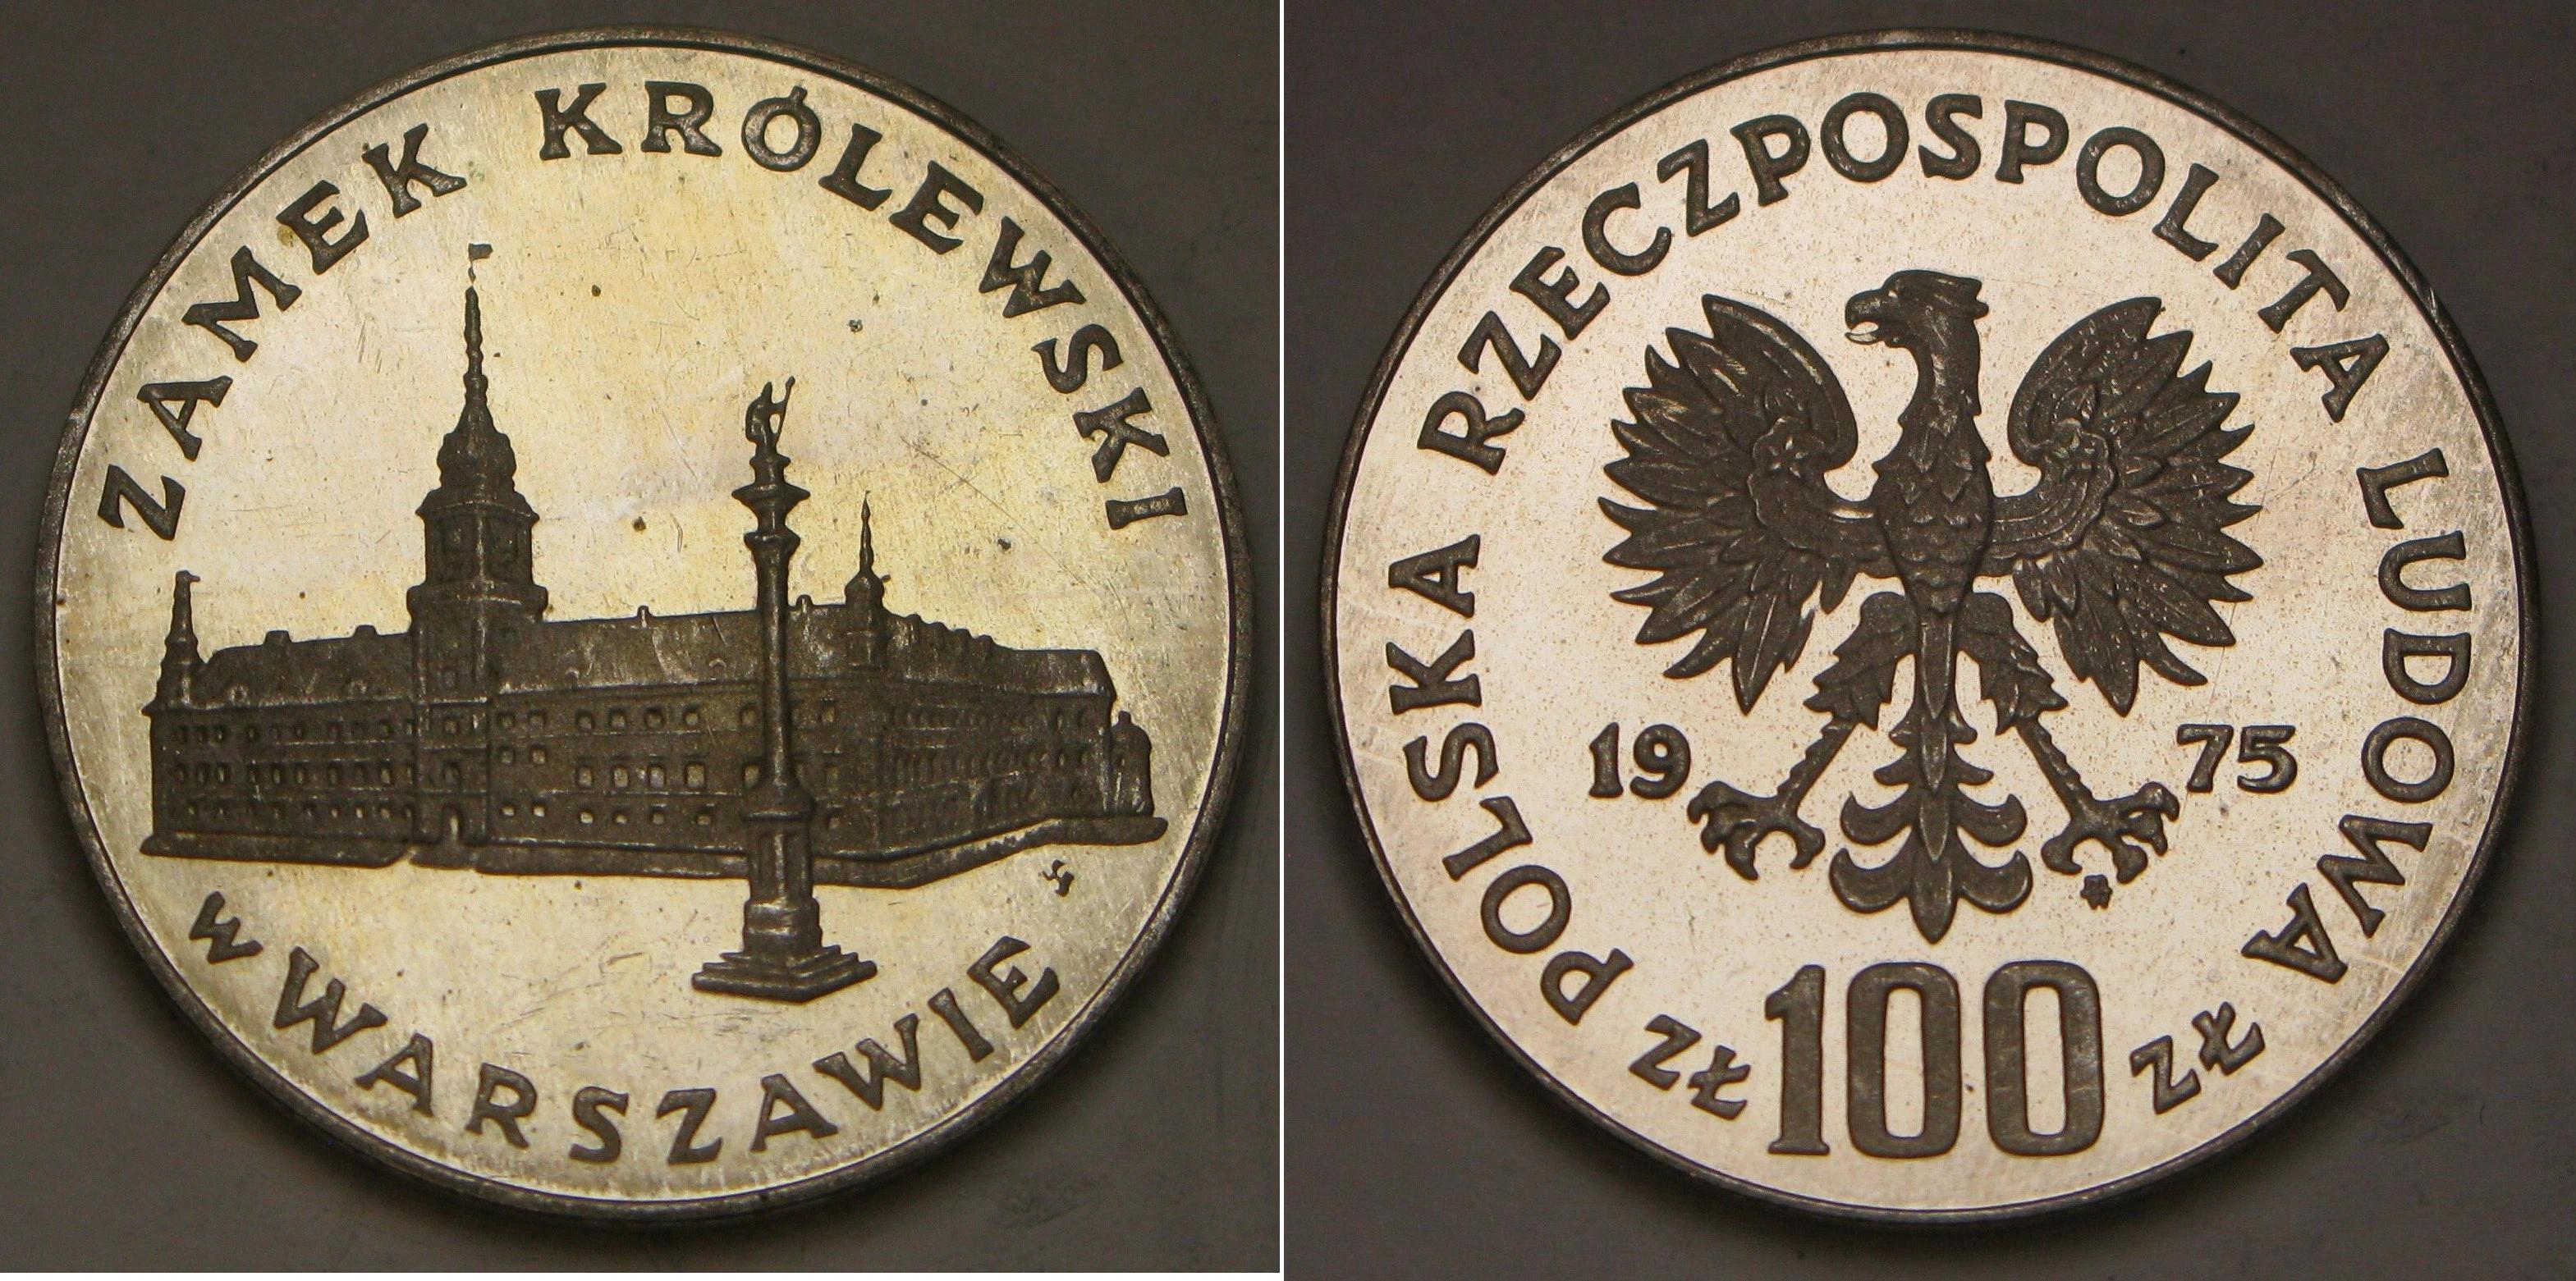 ZAMEK KRÓLEWSKI
w WARSZAWIE
POLSKA RZECZPOSPOLITA LUDOWA
19 75
ZŁ 100 ZŁ